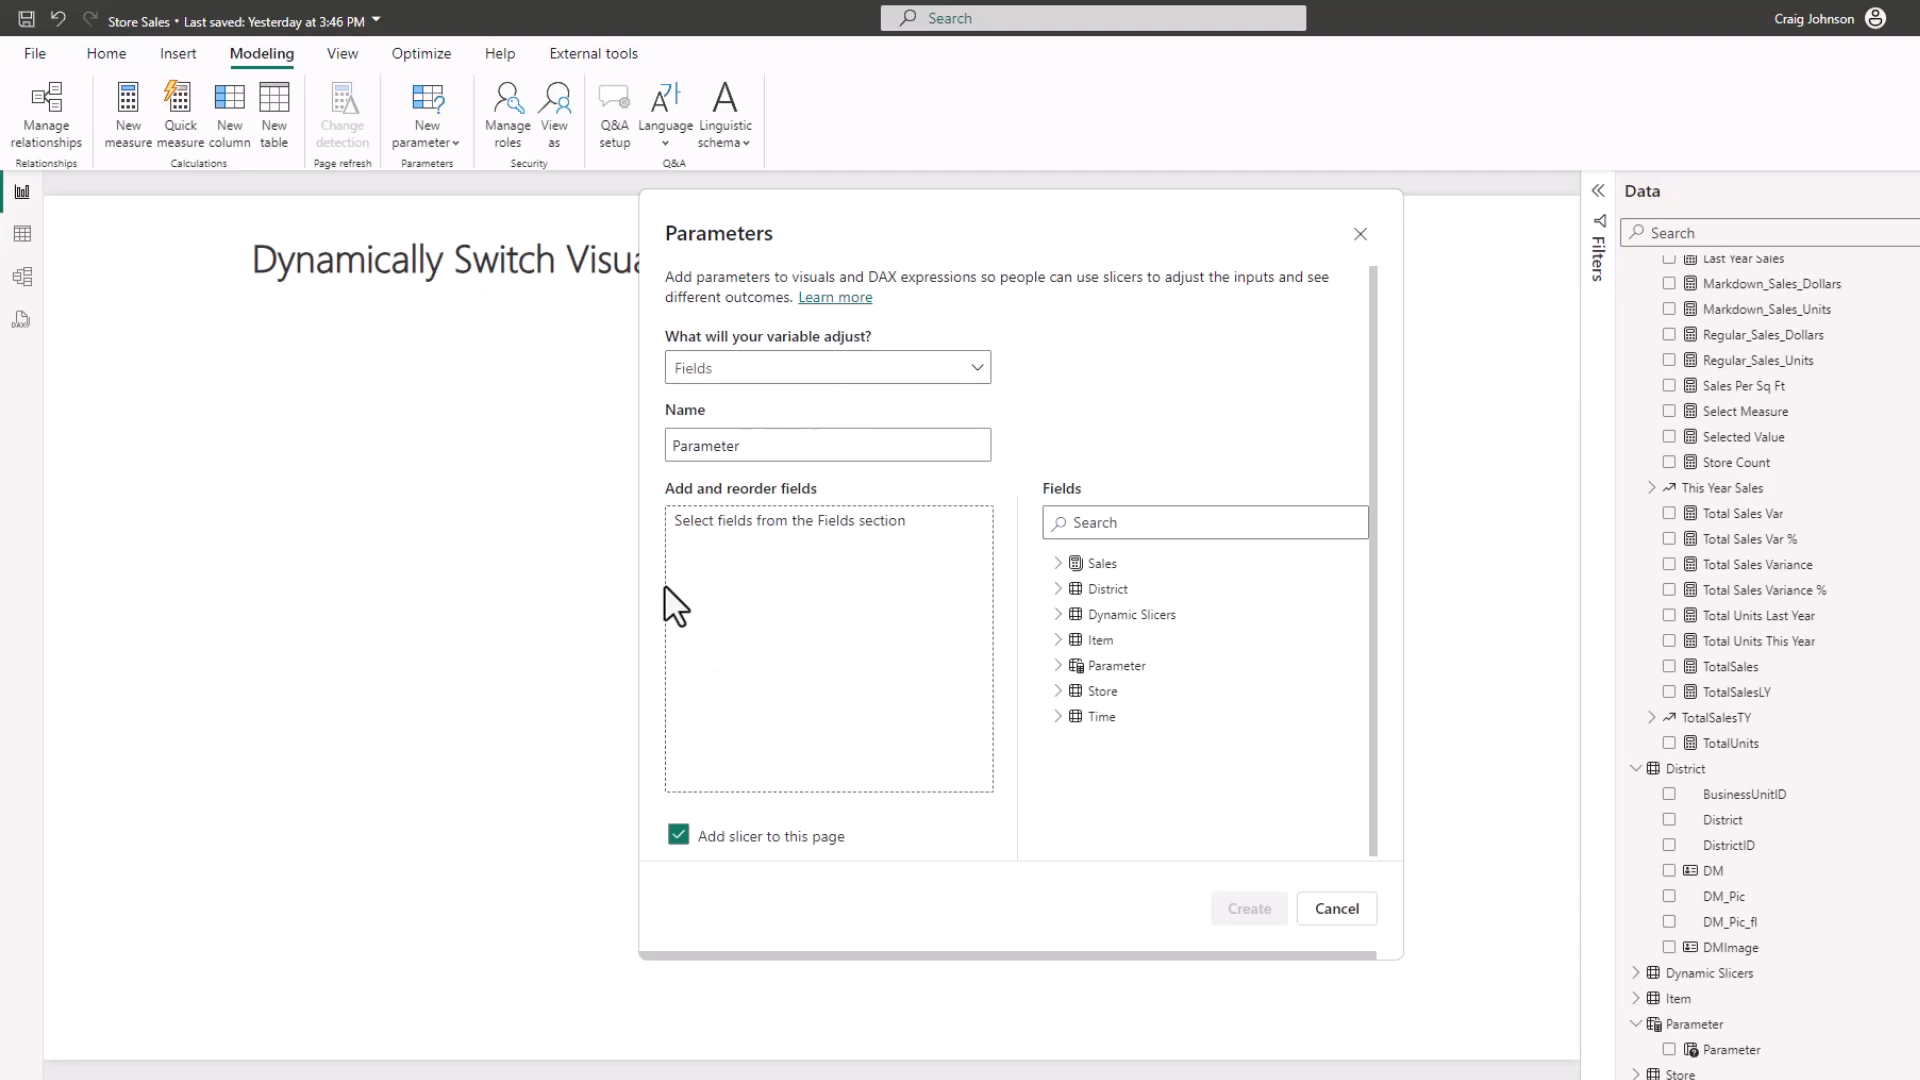 Store Sales • Last saved: Yesterday at 3:46 PM
Search
Craig Johnson
File
Home
Insert
Modeling
View
Optimize
Help
External tools
Manage
relationships
New
measure
Quick
measure
New
column
New
table
Change
detection
New
parameter
Manage
roles
View
as
Q&A
setup
Language
Linguistic
schema
Relationships
Calculations
Page refresh
Parameters
Security
Q&A
DAX
Dynamically Switch Visua
Parameters
Add parameters to visuals and DAX expressions so people can use slicers to adjust the inputs and see
different outcomes. Learn more
What will your variable adjust?
Fields
Name
Parameter
Add and reorder fields
Select fields from the Fields section
Add slicer to this page
Fields
Search
Sales
District
Dynamic Slicers
Item
Parameter
Store
Time
Create
Cancel
Filters
Data
Search
Last Year Sales
Markdown_Sales_Dollars
Markdown_Sales_Units
Regular_Sales_Dollars
Regular_Sales_Units
Sales Per Sq Ft
Select Measure
Selected Value
Store Count
This Year Sales
Total Sales Var
Total Sales Var %
Total Sales Variance
Total Sales Variance %
Total Units Last Year
Total Units This Year
TotalSales
TotalSalesLY
TotalSalesTY
TotalUnits
District
BusinessUnitID
District
DistrictID
DM
DM_Pic
DM_Pic_fl
DMImage
Dynamic Slicers
Item
Parameter
Parameter
Store